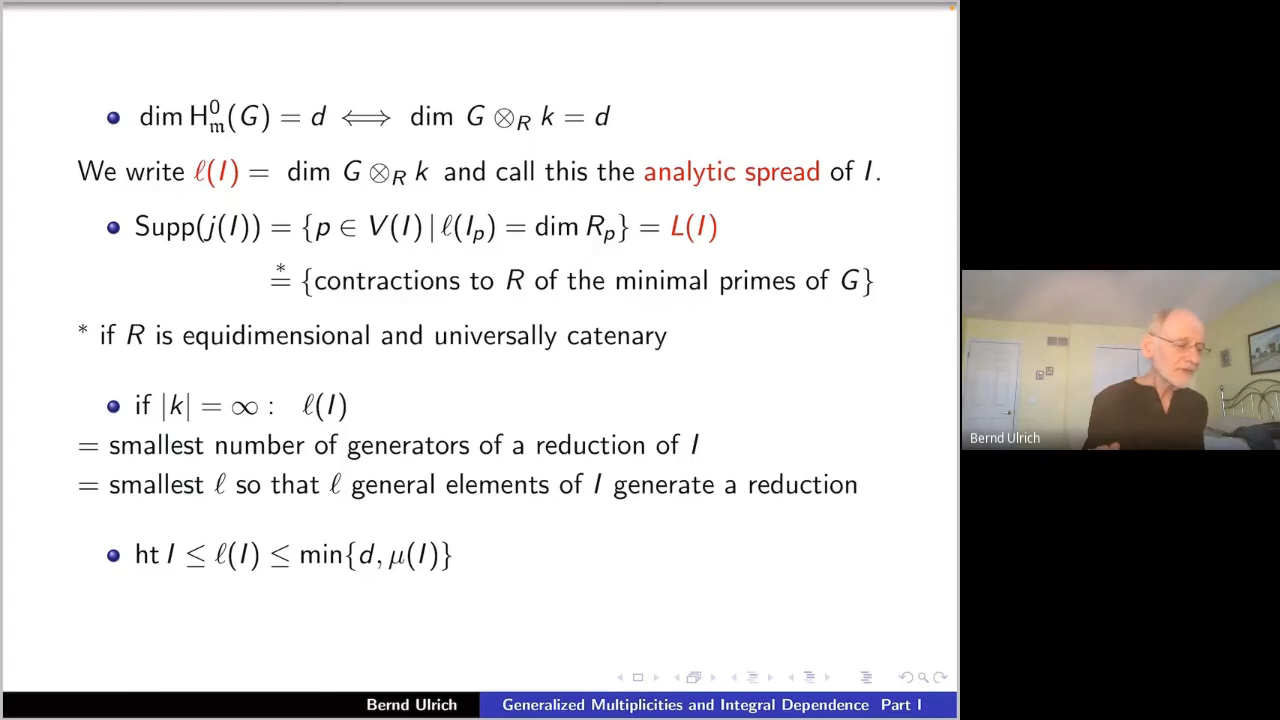 • dim H⁰_𝔪(G) = d ⟺ dim G ⊗_R k = d
We write ℓ(I) = dim G ⊗_R k and call this the analytic spread of I.
• Supp(j(I)) = {p ∈ V(I) | ℓ(I_p) = dim R_p} = L(I)
*= {contractions to R of the minimal primes of G}
* if R is equidimensional and universally catenary
• if |k| = ∞ : ℓ(I)
= smallest number of generators of a reduction of I
= smallest ℓ so that ℓ general elements of I generate a reduction
• ht I ≤ ℓ(I) ≤ min{d, μ(I)}
Bernd Ulrich
Generalized Multiplicities and Integral Dependence Part I
Bernd Ulrich